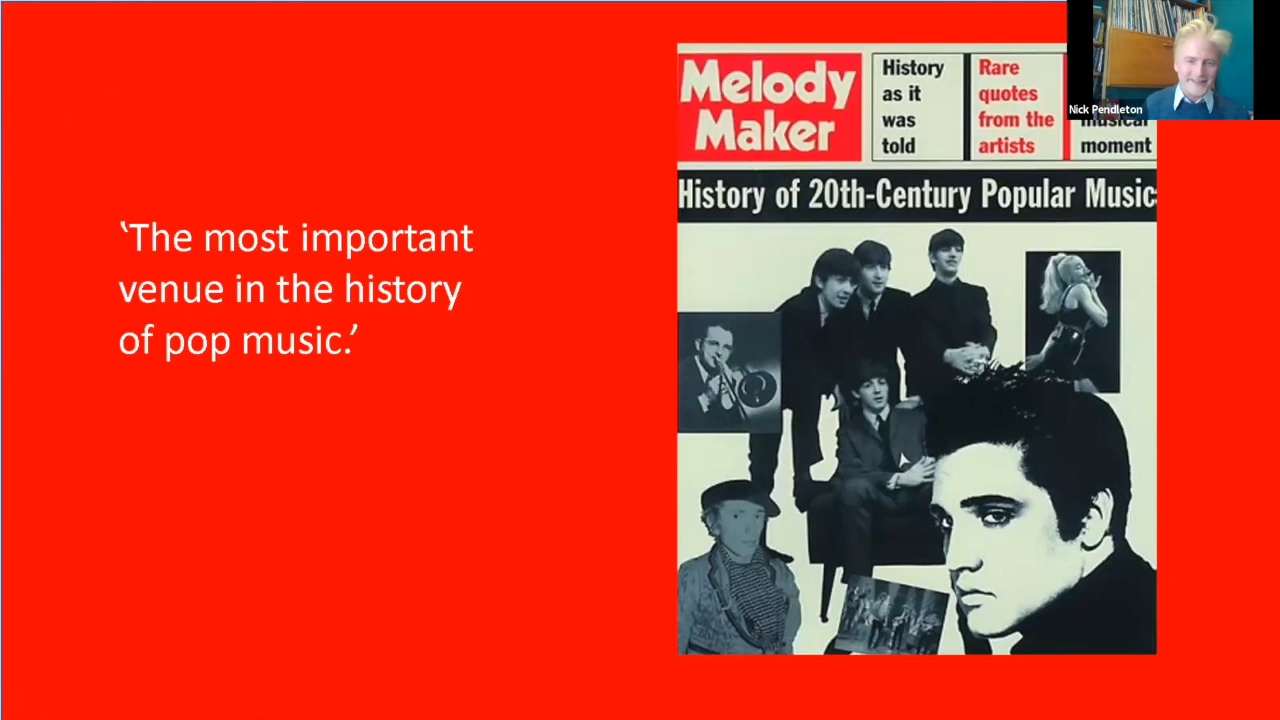 ‘The most important
venue in the history
of pop music.’
Melody
Maker
History
as it
was
told
Rare
quotes
from the
artists
musical
moment
History of 20th-Century Popular Music
Nick Pendleton